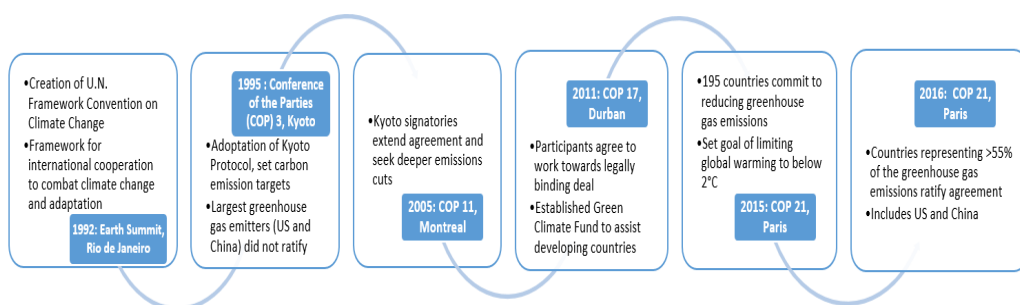 •Creation of U.N.
Framework Convention on
Climate Change
•Framework for
international cooperation
to combat climate change
and adaptation
1992: Earth Summit,
Rio de Janeiro
1995 : Conference
of the Parties
(COP) 3, Kyoto
•Adoption of Kyoto
Protocol, set carbon
emission targets
•Largest greenhouse
gas emitters (US and
China) did not ratify
•Kyoto signatories
extend agreement and
seek deeper emissions
cuts
2005: COP 11,
Montreal
2011: COP 17,
Durban
•Participants agree to
work towards legally
binding deal
•Established Green
Climate Fund to assist
developing countries
•195 countries commit to
reducing greenhouse
gas emissions
•Set goal of limiting
global warming to below
2°C
2015: COP 21,
Paris
2016: COP 21,
Paris
•Countries representing >55%
of the greenhouse gas
emissions ratify agreement
•Includes US and China